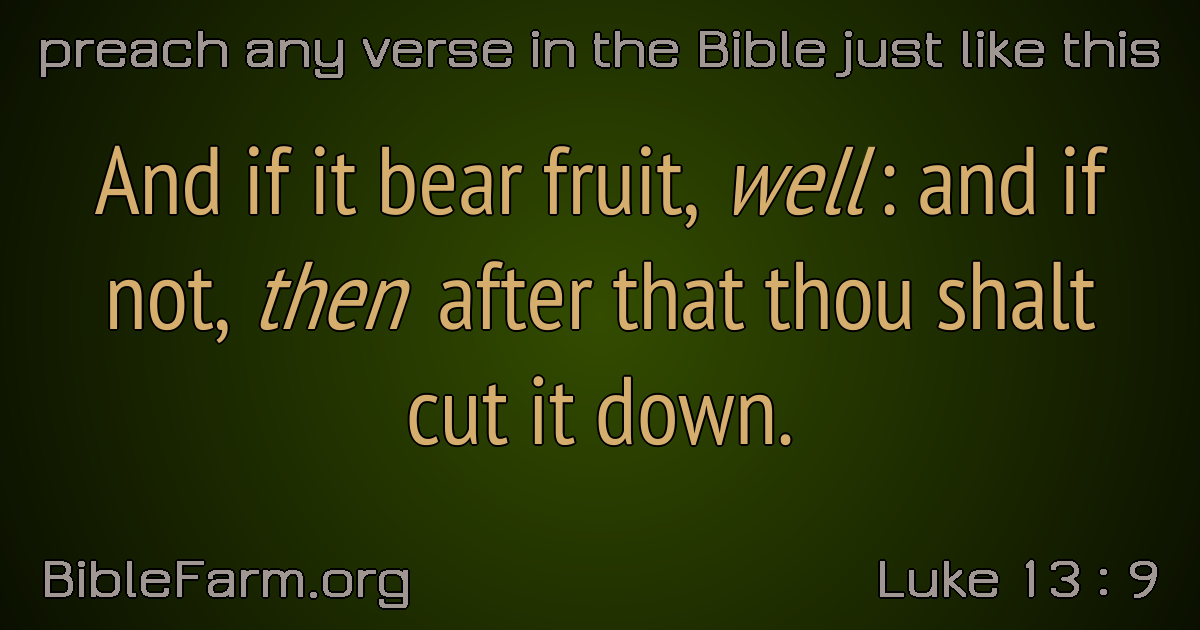 preach any verse in the Bible just like this
And if it bear fruit, well: and if
not, then after that thou shalt
cut it down.
BibleFarm.org
Luke 13 : 9